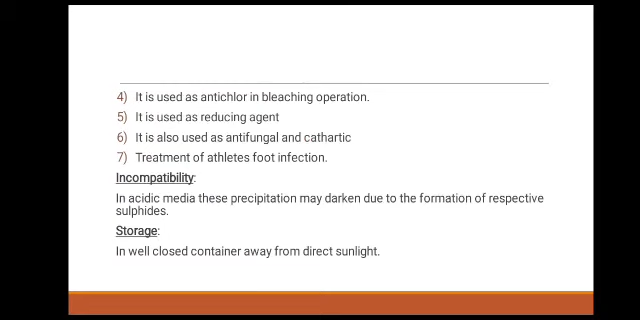 4) It is used as antichlor in bleaching operation.
5) It is used as reducing agent
6) It is also used as antifungal and cathartic
7) Treatment of athletes foot infection.
Incompatibility:
In acidic media these precipitation may darken due to the formation of respective
sulphides.
Storage:
In well closed container away from direct sunlight.